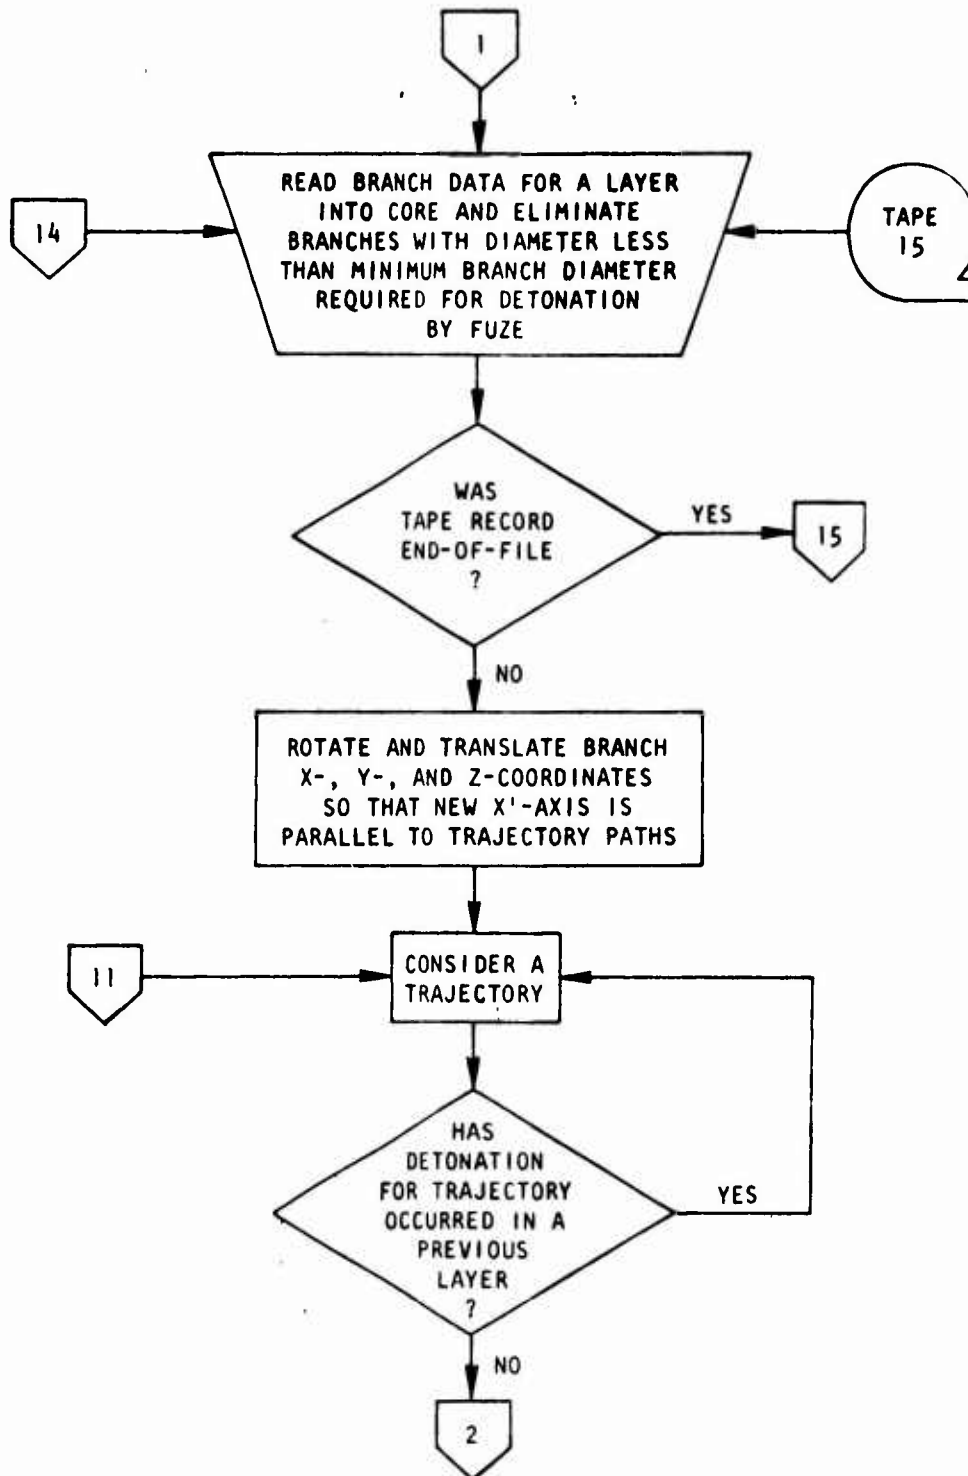 1
READ BRANCH DATA FOR A LAYER
INTO CORE AND ELIMINATE
BRANCHES WITH DIAMETER LESS
THAN MINIMUM BRANCH DIAMETER
REQUIRED FOR DETONATION
BY FUZE
14
TAPE
15
WAS
TAPE RECORD
END-OF-FILE
?
YES
15
NO
ROTATE AND TRANSLATE BRANCH
X-, Y-, AND Z-COORDINATES
SO THAT NEW X'-AXIS IS
PARALLEL TO TRAJECTORY PATHS
11
CONSIDER A
TRAJECTORY
HAS
DETONATION
FOR TRAJECTORY
OCCURRED IN A
PREVIOUS
LAYER
?
YES
NO
2